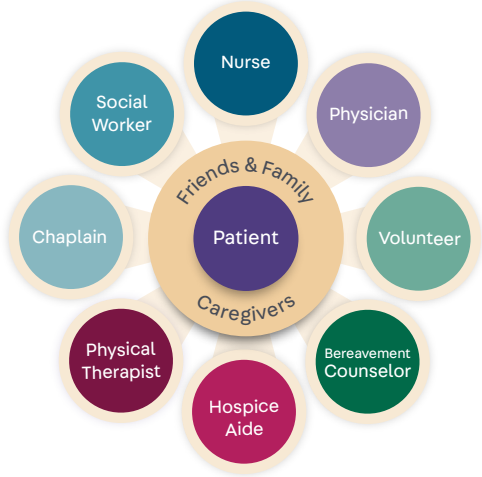 Nurse
Social
Worker
Physician
Friends & Family
Chaplain
Patient
Volunteer
Caregivers
Physical
Therapist
Bereavement
Counselor
Hospice
Aide